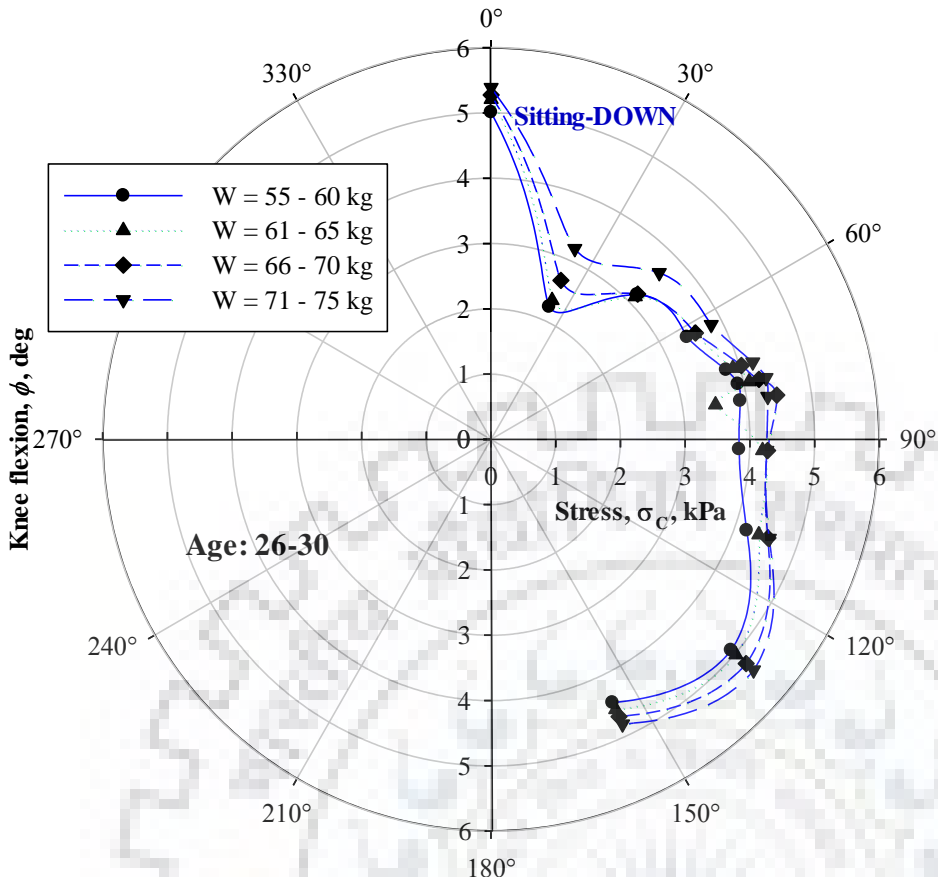 0°
6
330°
30°
5
Sitting-DOWN
W = 55 - 60 kg
W = 61 - 65 kg
W = 66 - 70 kg
W = 71 - 75 kg
4
3
60°
2
1
Knee flexion, ϕ, deg
270°
0
90°
0 1 2 3 4 5 6
Stress, σC, kPa
1
Age: 26-30
2
240°
3
120°
4
5
210°
150°
6
180°